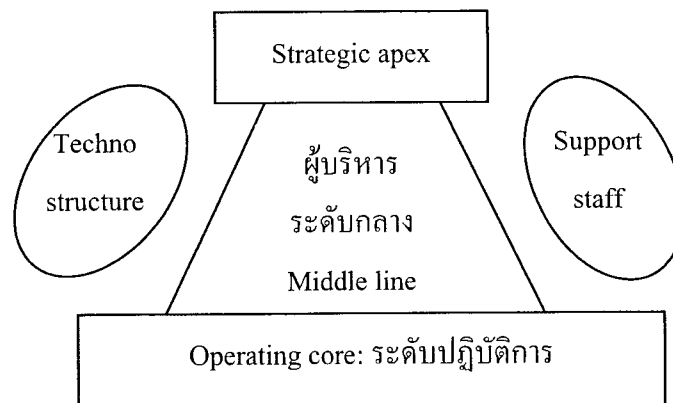 Strategic apex
Techno
structure
ผู้บริหาร
ระดับกลาง
Middle line
Support
staff
Operating core: ระดับปฏิบัติการ